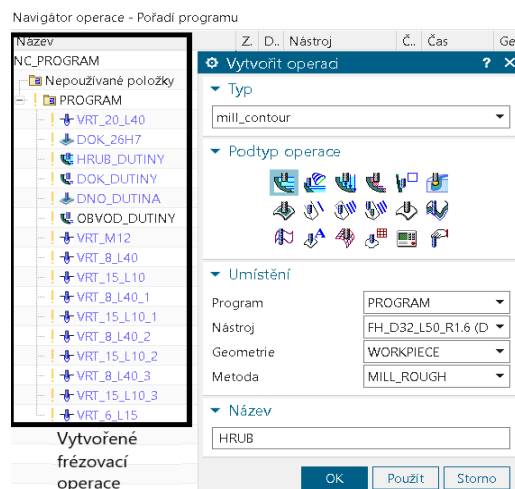 Navigátor operace - Pořadí programu
Název Z. D.. Nástroj Č.. Čas Ge
NC_PROGRAM
Nepoužívané položky
PROGRAM
VRT_20_L40
DOK_26H7
HRUB_DUTINY
DOK_DUTINY
DNO_DUTINA
OBVOD_DUTINY
VRT_M12
VRT_8_L40
VRT_15_L10
VRT_8_L40_1
VRT_15_L10_1
VRT_8_L40_2
VRT_15_L10_2
VRT_8_L40_3
VRT_15_L10_3
VRT_6_L15
Vytvořené
frézovací
operace
Vytvořit operaci ? X
Typ
mill_contour
Podtyp operace
Umístění
Program PROGRAM
Nástroj FH_D32_L50_R1.6 (D
Geometrie WORKPIECE
Metoda MILL_ROUGH
Název
HRUB
OK Použít Storno